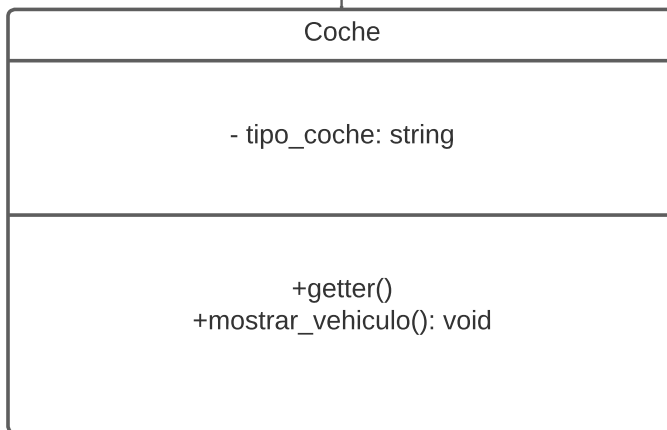 Coche
- tipo_coche: string
+getter()
+mostrar_vehiculo(): void